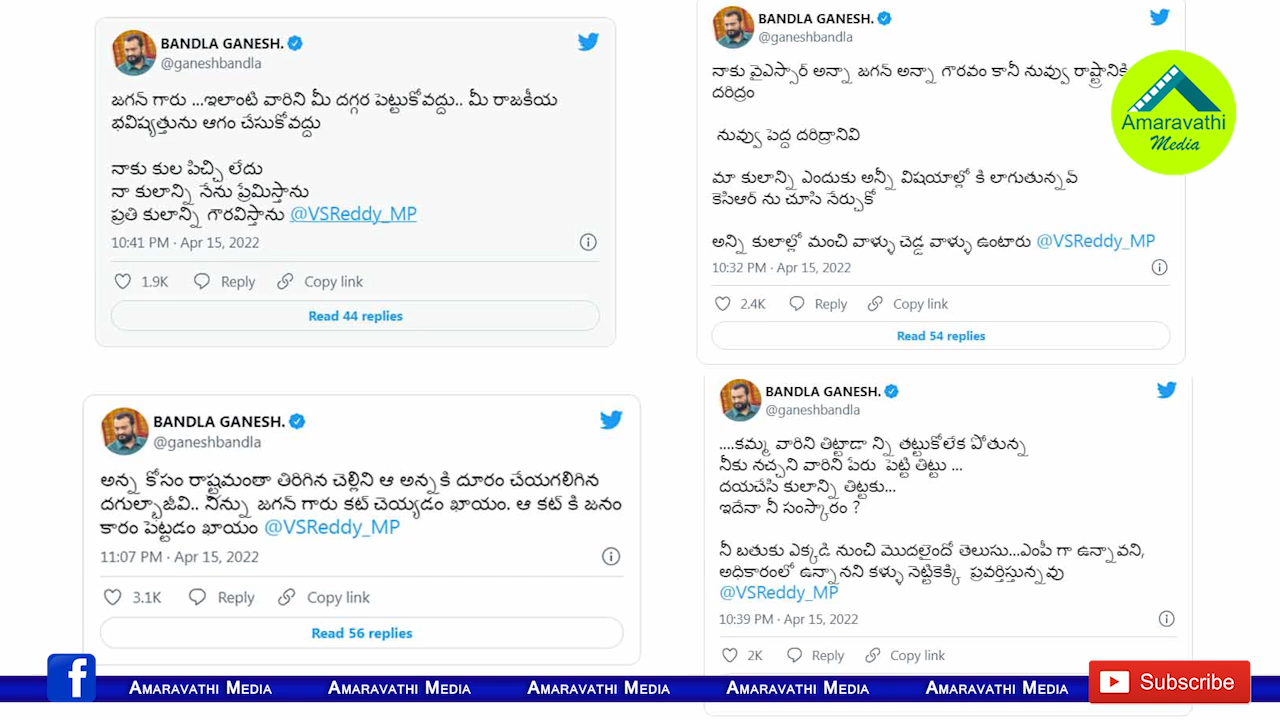 BANDLA GANESH.
@ganeshbandla
జగన్ గారు ...ఇలాంటి వారిని మీ దగ్గర పెట్టుకోవద్దు.. మీ రాజకీయ
భవిష్యత్తును ఆగం చేసుకోవద్దు
నాకు కుల పిచ్చి లేదు
నా కులాన్ని నేను ప్రేమిస్తాను
ప్రతి కులాన్ని గౌరవిస్తాను @VSReddy_MP
10:41 PM · Apr 15, 2022
1.9K Reply Copy link
Read 44 replies
BANDLA GANESH.
@ganeshbandla
నాకు వైఎస్సార్ అన్నా జగన్ అన్నా గౌరవం కానీ నువ్వు రాష్ట్రానికి
దరిద్రం
నువ్వు పెద్ద దరిద్రానివి
మా కులాన్ని ఎందుకు అన్నీ విషయాల్లో కి లాగుతున్నవ్
కెసిఆర్ ను చూసి నేర్చుకో
అన్ని కులాల్లో మంచి వాళ్ళు చెడ్డ వాళ్ళు ఉంటారు @VSReddy_MP
10:32 PM · Apr 15, 2022
2.4K Reply Copy link
Read 54 replies
Amaravathi
Media
BANDLA GANESH.
@ganeshbandla
అన్న కోసం రాష్ట్రమంతా తిరిగిన చెల్లిని ఆ అన్నకి దూరం చేయగలిగిన
దగుల్బాజీవి.. నిన్ను జగన్ గారు కట్ చెయ్యడం ఖాయం. ఆ కట్ కి జనం
కారం పెట్టడం ఖాయం @VSReddy_MP
11:07 PM · Apr 15, 2022
3.1K Reply Copy link
Read 56 replies
BANDLA GANESH.
@ganeshbandla
....కమ్మ వారిని తిట్టాడా న్ని తట్టుకోలేక పోతున్న
నీకు నచ్చని వారిని పేరు పెట్టి తిట్టు ...
దయచేసి కులాన్ని తిట్టకు...
ఇదేనా నీ సంస్కారం ?
నీ బతుకు ఎక్కడి నుంచి మొదలైందో తెలుసు...ఎంపీ గా ఉన్నావని,
అధికారంలో ఉన్నానని కళ్ళు నెట్టికెక్కి ప్రవర్తిస్తున్నవు
@VSReddy_MP
10:39 PM · Apr 15, 2022
2K Reply Copy link
f Amaravathi Media Amaravathi Media Amaravathi Media Amaravathi Media Amaravathi Media Subscribe